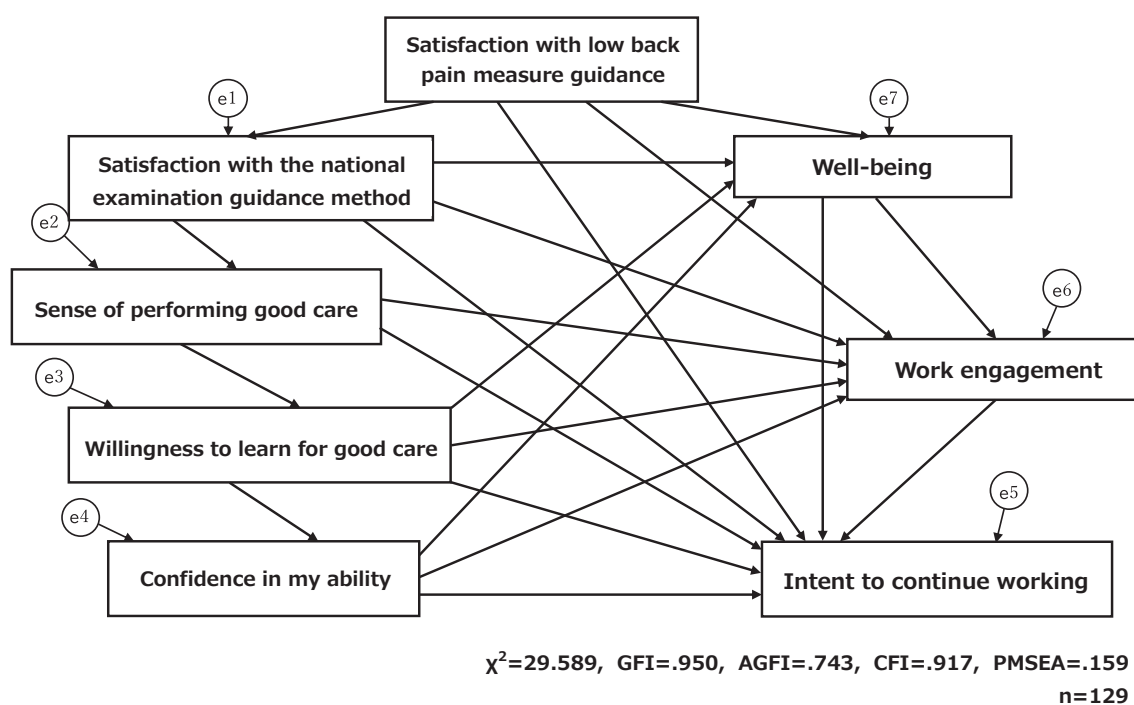 Satisfaction with low back
pain measure guidance
e1
e7
Satisfaction with the national
examination guidance method
Well-being
e2
Sense of performing good care
e6
Work engagement
e3
Willingness to learn for good care
e5
e4
Confidence in my ability
Intent to continue working
χ²=29.589, GFI=.950, AGFI=.743, CFI=.917, PMSEA=.159
n=129